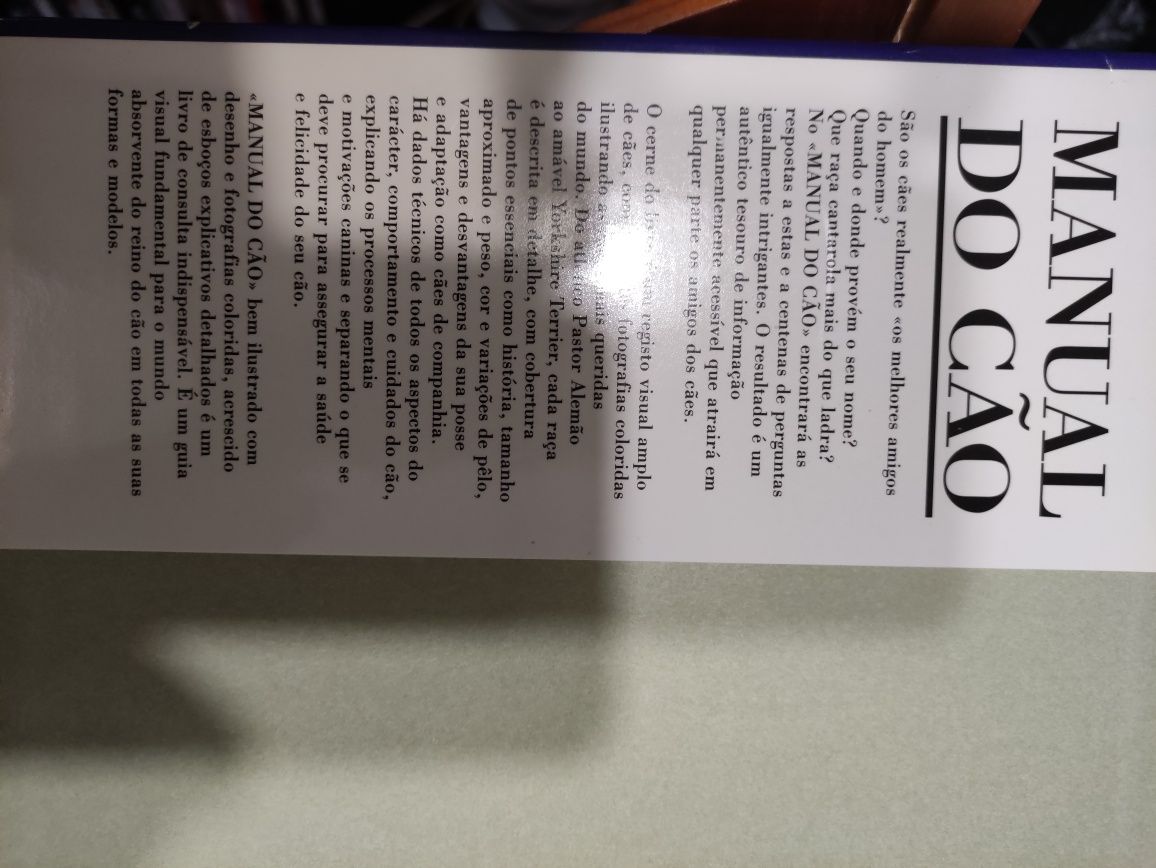 MANUAL
DO CÃO
São os cães realmente «os melhores amigos
do homem»?
Quando e donde provém o seu nome?
Que raça cantarola mais do que ladra?
No «MANUAL DO CÃO» encontrará as
respostas a estas e a centenas de perguntas
igualmente intrigantes. O resultado é um
autêntico tesouro de informação
permanentemente acessível que atrairá em
qualquer parte os amigos dos cães.
O cerne do registo visual amplo
de cães, fotografias coloridas
ilustrando as mais queridas
do mundo. Do Pastor Alemão
ao amável Yorkshire Terrier, cada raça
é descrita em detalhe, com cobertura
de pontos essenciais como história, tamanho
aproximado e peso, cor e variações de pêlo,
vantagens e desvantagens da sua posse
e adaptação como cães de companhia.
Há dados técnicos de todos os aspectos do
carácter, comportamento e cuidados do cão,
explicando os processos mentais
e motivações caninas e separando o que se
deve procurar para assegurar a saúde
e felicidade do seu cão.
«MANUAL DO CÃO» bem ilustrado com
desenho e fotografias coloridas, acrescido
de esboços explicativos detalhados é um
livro de consulta indispensável. É um guia
visual fundamental para o mundo
absorvente do reino do cão em todas as suas
formas e modelos.